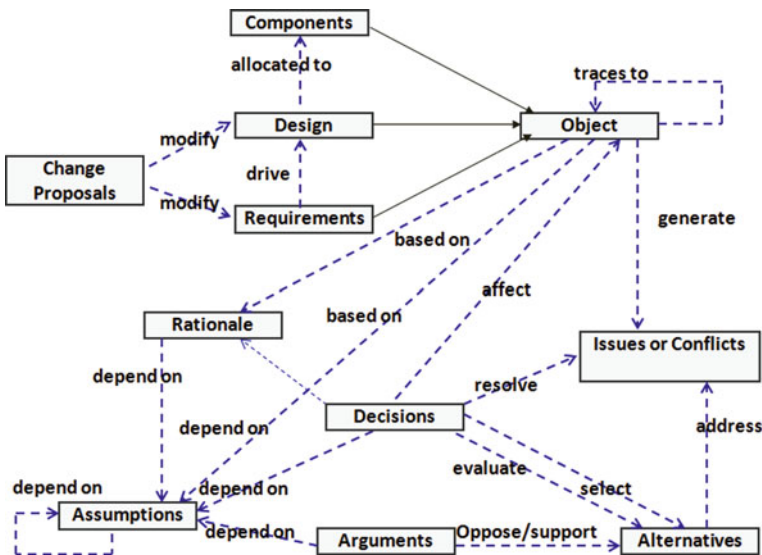 Components
allocated to
traces to
Design
Object
modify
Change
Proposals
drive
modify
Requirements
generate
based on
affect
based on
Rationale
Issues or Conflicts
depend on
resolve
Decisions
depend on
address
evaluate
depend on
depend on
select
Assumptions
depend on
Arguments
Oppose/support
Alternatives